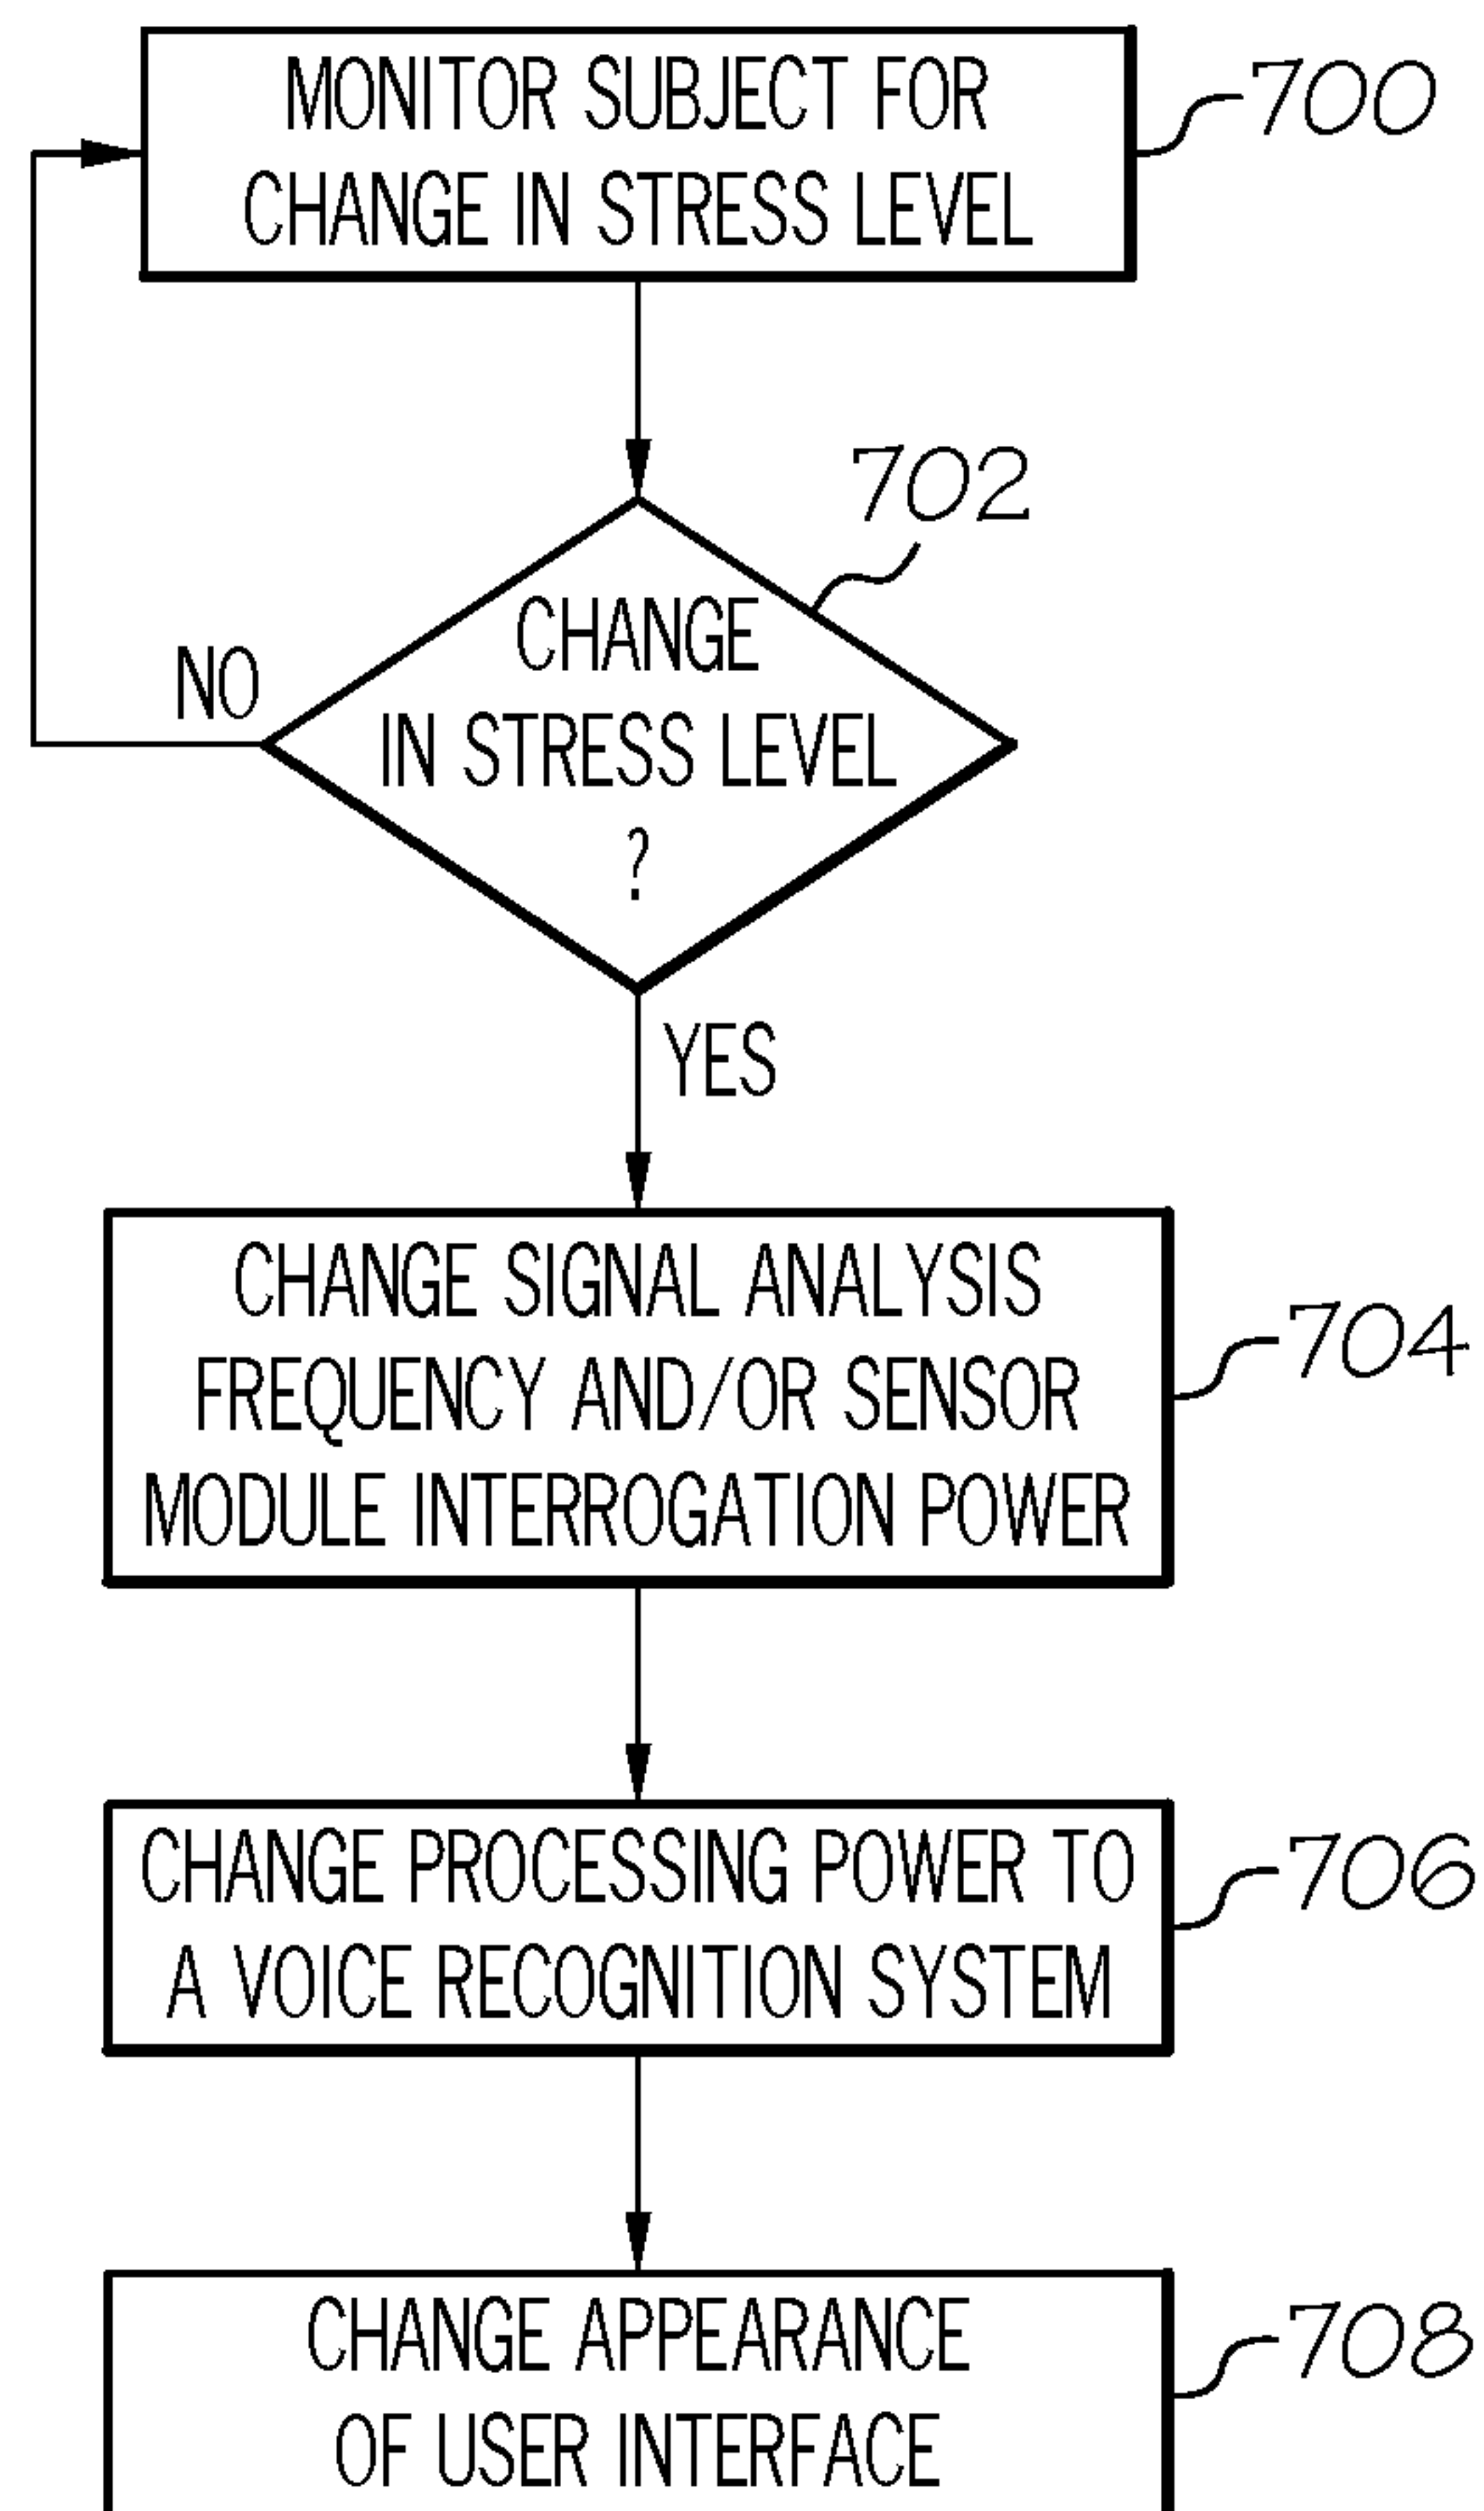 MONITOR SUBJECT FOR
CHANGE IN STRESS LEVEL
700
702
CHANGE
IN STRESS LEVEL
?
NO
YES
CHANGE SIGNAL ANALYSIS
FREQUENCY AND/OR SENSOR
MODULE INTERROGATION POWER
704
CHANGE PROCESSING POWER TO
A VOICE RECOGNITION SYSTEM
706
CHANGE APPEARANCE
OF USER INTERFACE
708